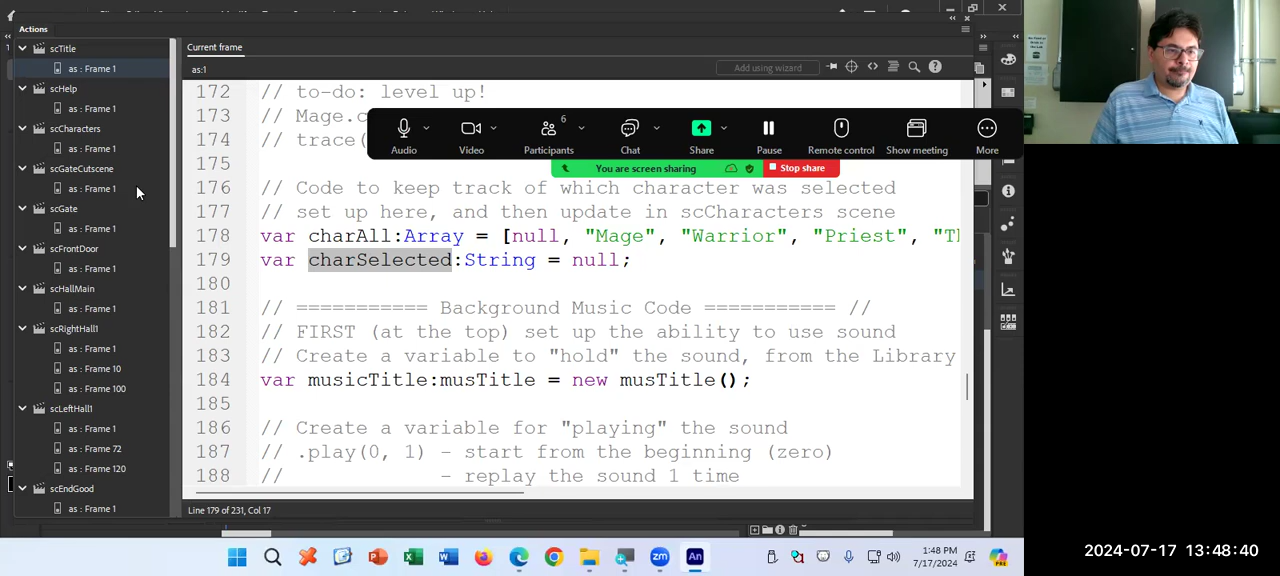 Actions
scTitle
as : Frame 1
scHelp
as : Frame 1
scCharacters
as : Frame 1
scGateCutscene
as : Frame 1
scGate
as : Frame 1
scFrontDoor
as : Frame 1
scHallMain
as : Frame 1
scRightHall1
as : Frame 1
as : Frame 10
as : Frame 100
scLeftHall1
as : Frame 1
as : Frame 72
as : Frame 120
scEndGood
as : Frame 1
Current frame
as:1
Add using wizard
172 // to-do: level up!
173 // Mage.c
174 // trace(
175
176 // Code to keep track of which character was selected
177 // set up here, and then update in scCharacters scene
178 var charAll:Array = [null, "Mage", "Warrior", "Priest", "Th
179 var charSelected:String = null;
180
181 // =========== Background Music Code =========== //
182 // FIRST (at the top) set up the ability to use sound
183 // Create a variable to "hold" the sound, from the Library
184 var musicTitle:musTitle = new musTitle();
185
186 // Create a variable for "playing" the sound
187 // .play(0, 1) - start from the beginning (zero)
188 // - replay the sound 1 time
Line 179 of 231, Col 17
Audio
Video
6
Participants
Chat
Share
Pause
Remote control
Show meeting
More
You are screen sharing
Stop share
zm
An
1:48 PM
7/17/2024
2024-07-17 13:48:40